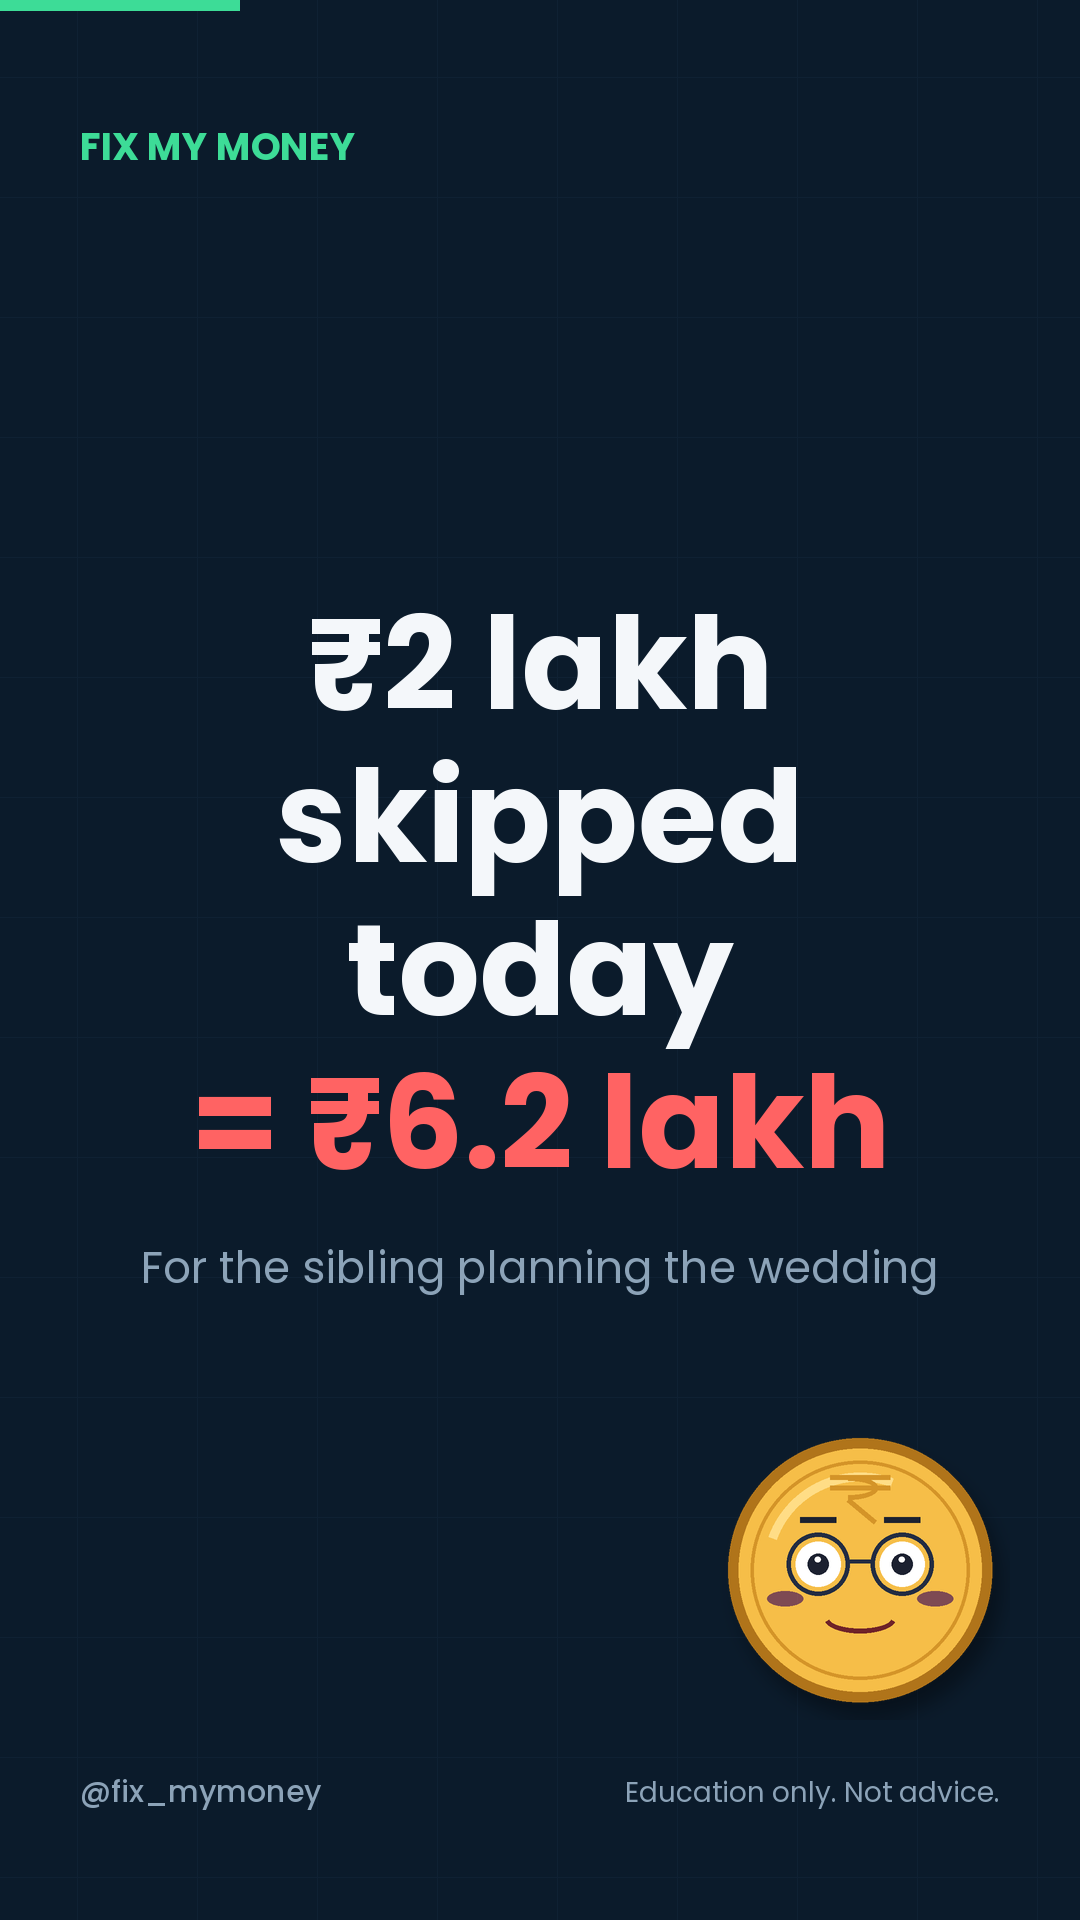 FIX MY MONEY
₹2 lakh
skipped
today
= ₹6.2 lakh
For the sibling planning the wedding
₹
@fix_mymoney
Education only. Not advice.